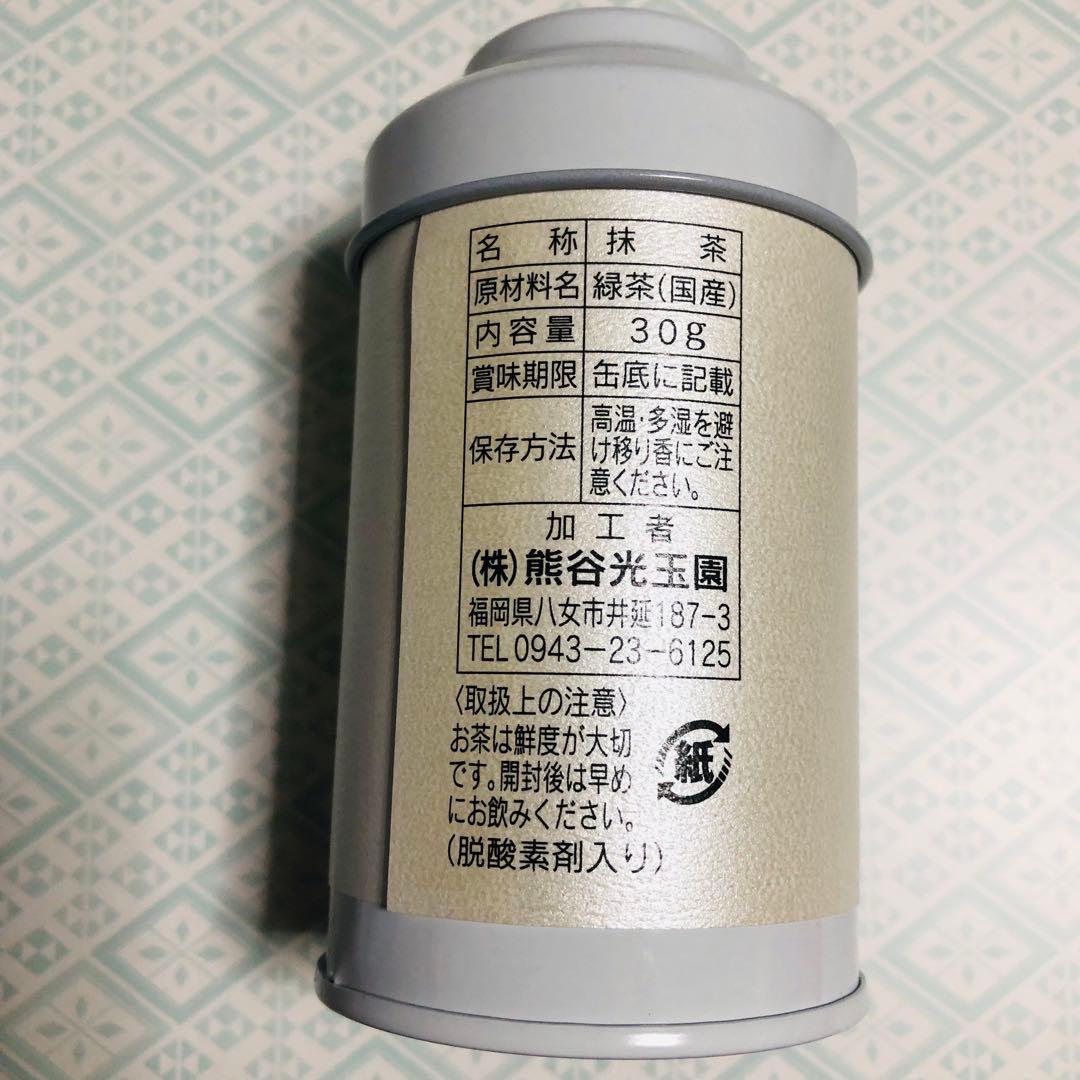 名称 抹茶
原材料名 緑茶(国産)
内容量 30g
賞味期限 缶底に記載
保存方法 高温·多湿を避
け移り香にご注
意ください。
加工者
(株)熊谷光玉園
福岡県八女市井延187-3
TEL0943-23-6125
〈取扱上の注意〉
お茶は鮮度が大切
です。開封後は早め
にお飲みください。
(脱酸素剤入り)
紙